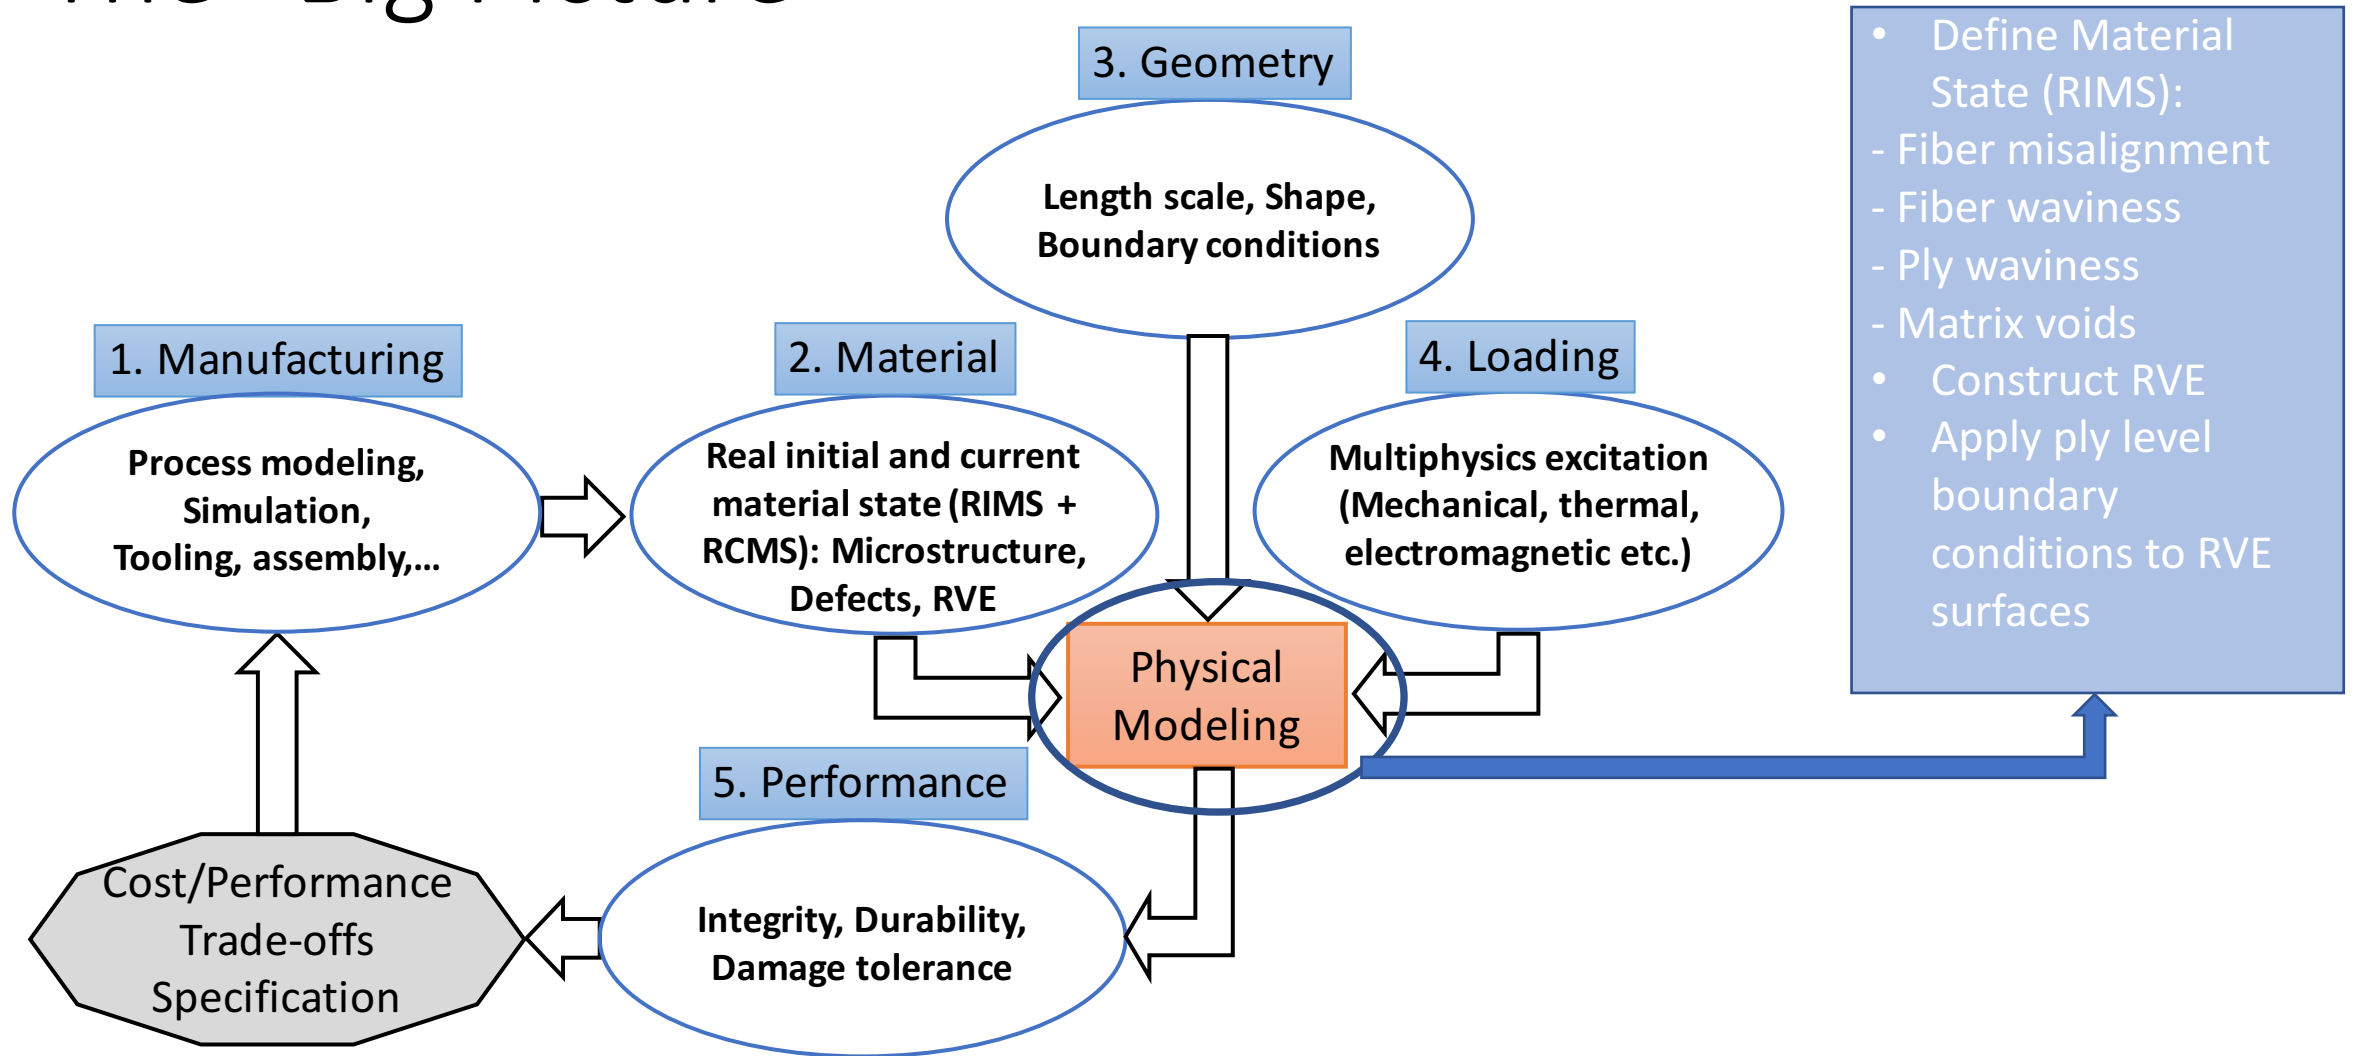 The "Big Picture"
3. Geometry
Length scale, Shape,
Boundary conditions
1. Manufacturing
Process modeling,
Simulation,
Tooling, assembly,…
2. Material
Real initial and current
material state (RIMS +
RCMS): Microstructure,
Defects, RVE
4. Loading
Multiphysics excitation
(Mechanical, thermal,
electromagnetic etc.)
Physical
Modeling
5. Performance
Integrity, Durability,
Damage tolerance
Cost/Performance
Trade-offs
Specification
• Define Material
State (RIMS):
- Fiber misalignment
- Fiber waviness
- Ply waviness
- Matrix voids
• Construct RVE
• Apply ply level
boundary
conditions to RVE
surfaces